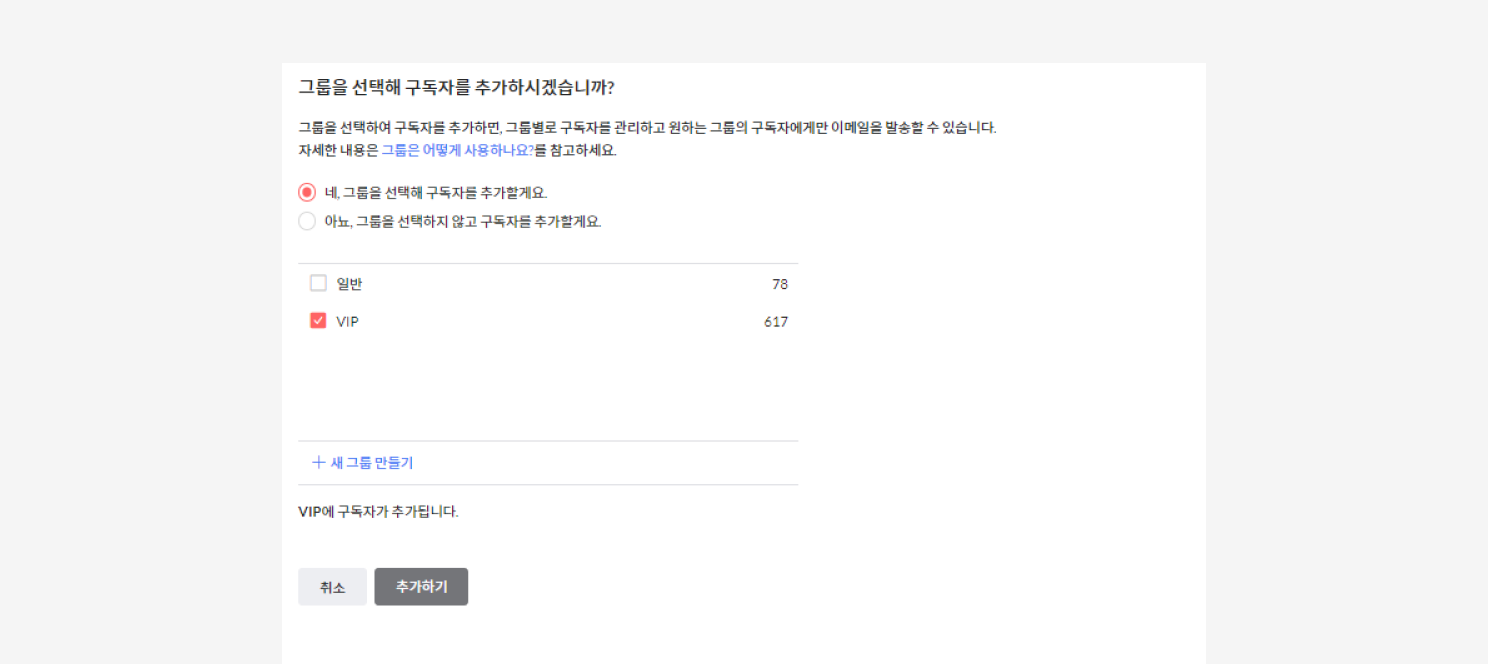 그룹을 선택해 구독자를 추가하시겠습니까?
그룹을 선택하여 구독자를 추가하면, 그룹별로 구독자를 관리하고 원하는 그룹의 구독자에게만 이메일을 발송할 수 있습니다.
자세한 내용은 그룹은 어떻게 사용하나요?를 참고하세요.
네, 그룹을 선택해 구독자를 추가할게요.
아뇨, 그룹을 선택하지 않고 구독자를 추가할게요.
일반 78
VIP 617
+ 새 그룹 만들기
VIP에 구독자가 추가됩니다.
취소 추가하기